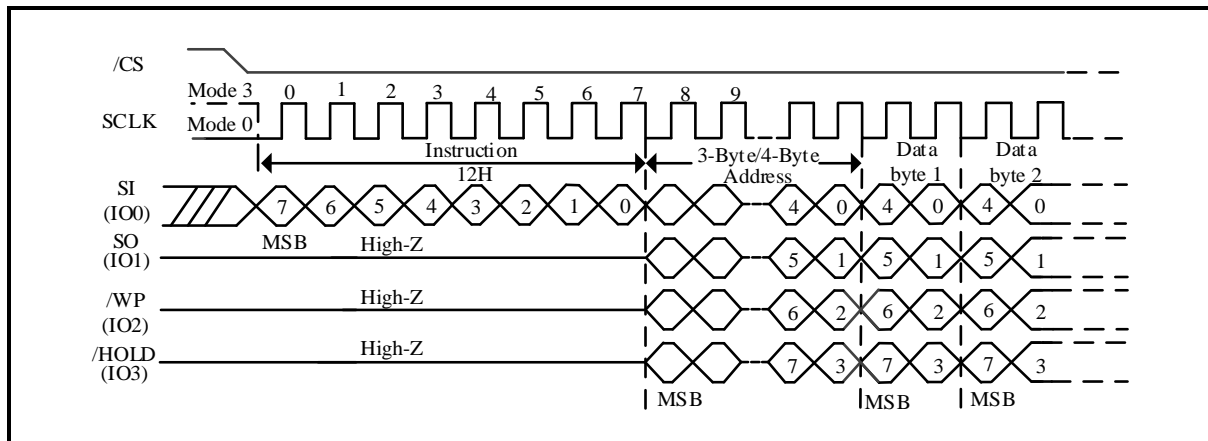 /CS
Mode 3 0 1 2 3 4 5 6 7 8 9
SCLK
Mode 0
Instruction 3-Byte/4-Byte Data Data
12H Address byte 1 byte 2
SI
(IO0) 7 6 5 4 3 2 1 0 4 0 4 0 4 0
MSB
SO High-Z
(IO1) 5 1 5 1 5 1
/WP High-Z
(IO2) 6 2 6 2 6 2
/HOLD High-Z
(IO3) 7 3 7 3 7 3
MSB MSB MSB